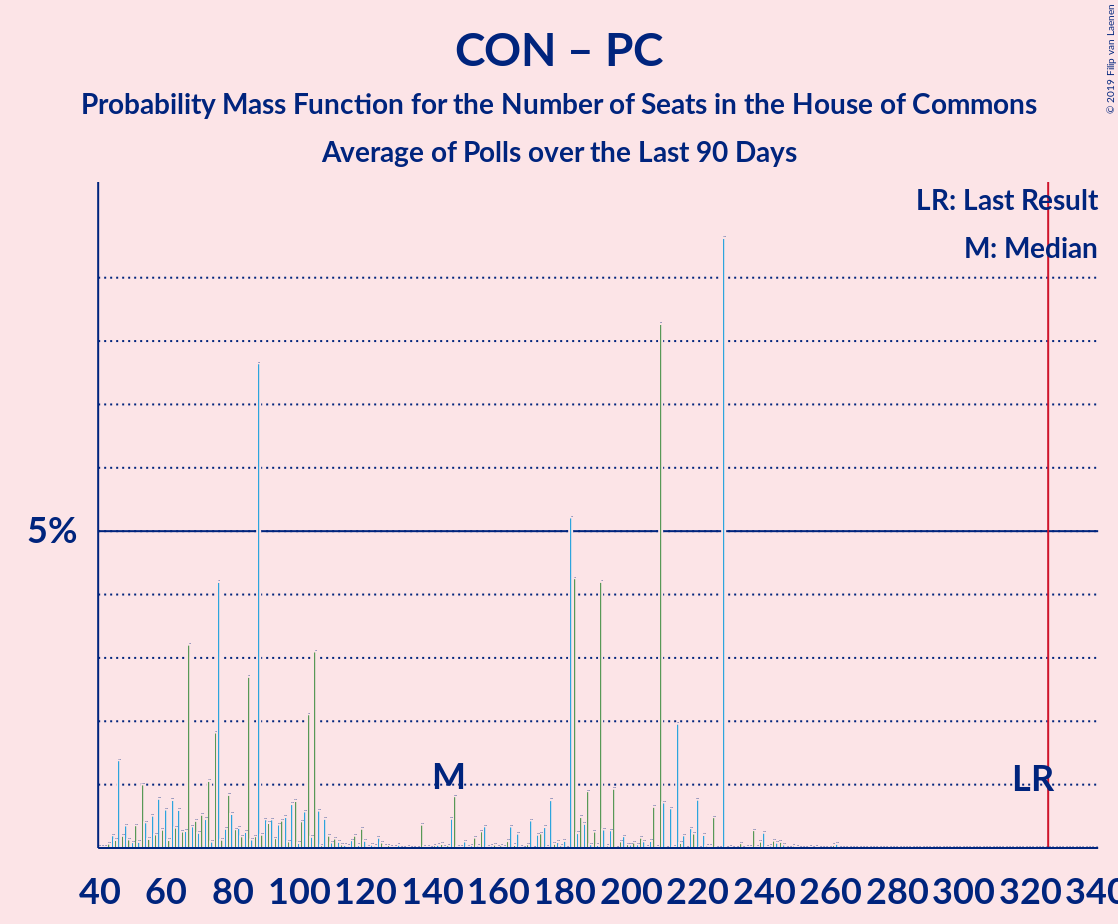 CON – PC
Probability Mass Function for the Number of Seats in the House of Commons
Average of Polls over the Last 90 Days
© 2019 Filip van Laenen
LR: Last Result
M: Median
5%
M
LR
40 60 80 100 120 140 160 180 200 220 240 260 280 300 320 340